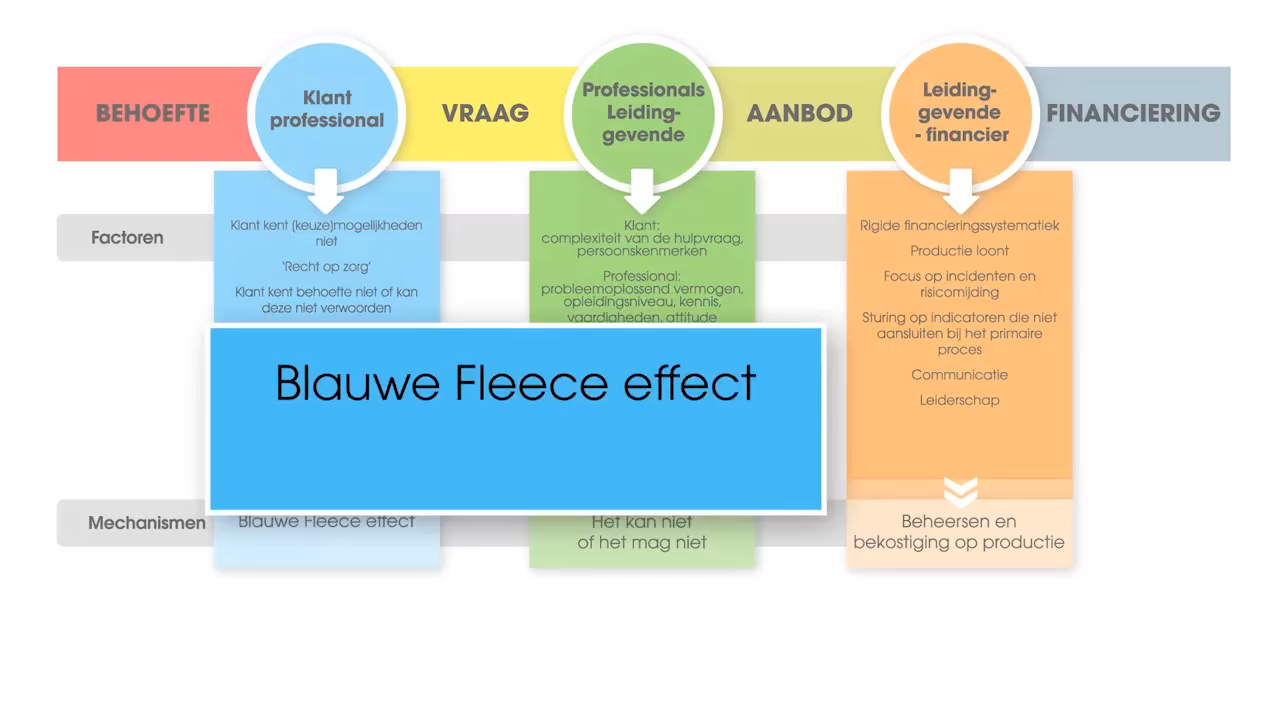 BEHOEFTE
Klant
professional
VRAAG
Professionals
Leiding-
gevende
AANBOD
Leiding-
gevende
- financier
FINANCIERING
Factoren
Klant kent (keuze)mogelijkheden
niet
'Recht op zorg'
Klant kent behoefte niet of kan
deze niet verwoorden
Klant:
complexiteit van de hulpvraag,
persoonskenmerken
Professional:
probleemoplossend vermogen,
opleidingsniveau, kennis,
vaardigheden, attitude
Rigide financieringssystematiek
Productie loont
Focus op incidenten en
risicomijding
Sturing op indicatoren die niet
aansluiten bij het primaire
proces
Communicatie
Leiderschap
Blauwe Fleece effect
Mechanismen
Blauwe Fleece effect
Het kan niet
of het mag niet
Beheersen en
bekostiging op productie